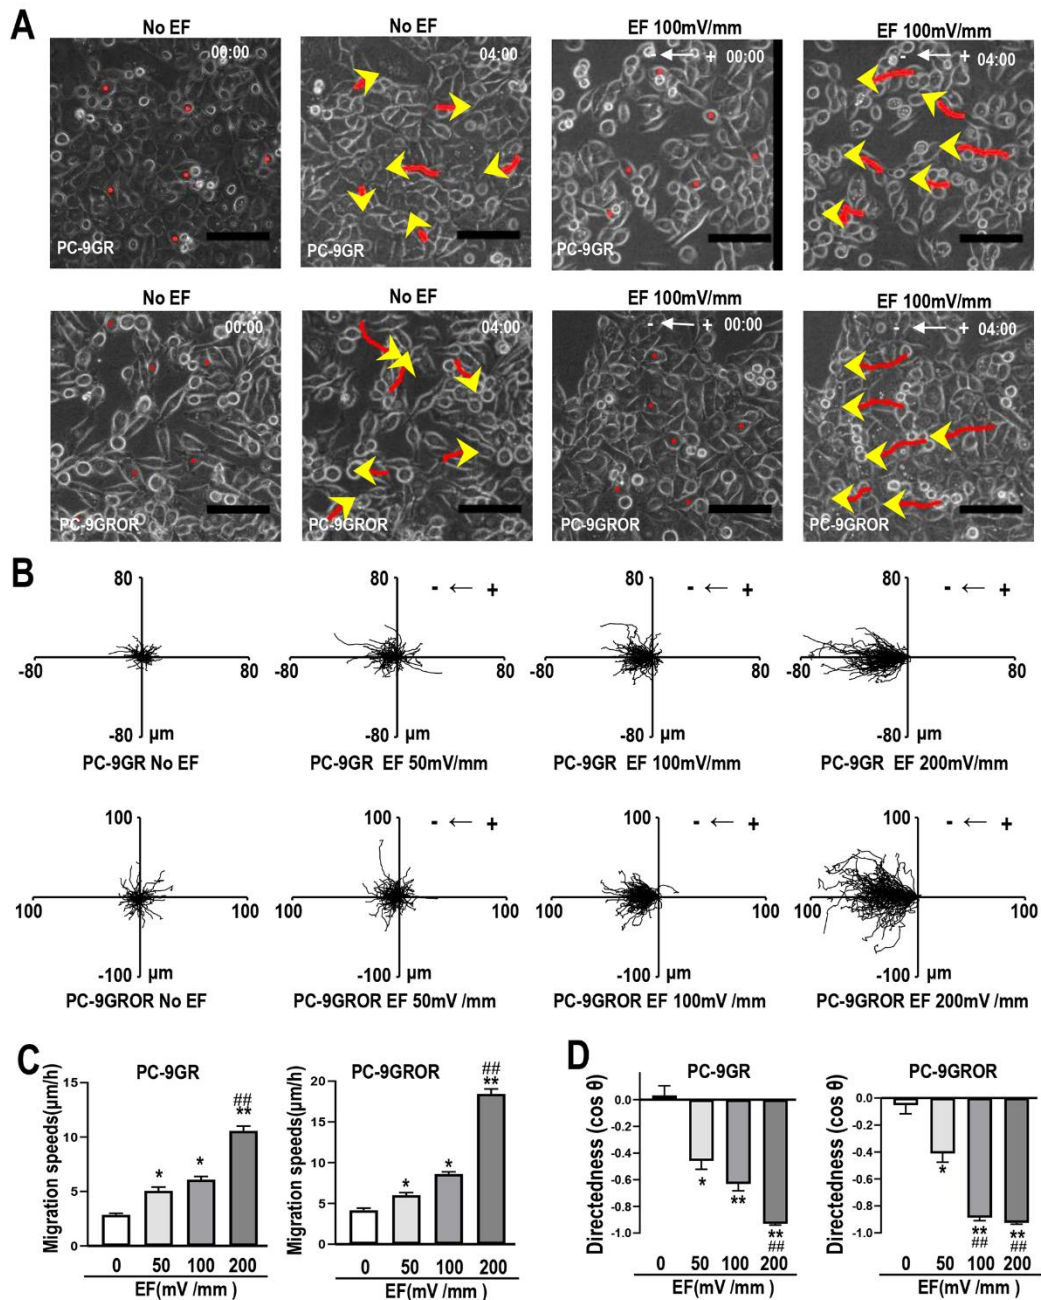 A
No EF
No EF
EF 100mV/mm
EF 100mV/mm
00:00
04:00
- ← + 00:00
- ← + 04:00
PC-9GR
PC-9GR
No EF
No EF
EF 100mV/mm
EF 100mV/mm
00:00
04:00
- ← + 00:00
- ← + 04:00
PC-9GROR
PC-9GROR
B
80
80
- ← +
80
- ← +
80
- ← +
-80
80
-80
80
-80
80
-80
80
-80 µm
-80 µm
-80 µm
-80 µm
PC-9GR No EF
PC-9GR EF 50mV/mm
PC-9GR EF 100mV/mm
PC-9GR EF 200mV/mm
100
100
- ← +
100
- ← +
100
- ← +
100
100
100
100
100
100
100
100
-100 µm
-100 µm
-100 µm
-100 µm
PC-9GROR No EF
PC-9GROR EF 50mV /mm
PC-9GROR EF 100mV /mm
PC-9GROR EF 200mV /mm
C
PC-9GR
Migration speeds(µm/h)
15
10
5
0
*
*
##
**
0 50 100 200
EF(mV /mm )
PC-9GROR
Migration speeds(µm/h)
20
15
10
5
0
*
*
##
**
0 50 100 200
EF(mV /mm )
D
PC-9GR
Directedness (cos θ)
0.0
-0.2
-0.4
-0.6
-0.8
-1.0
*
**
**
##
0 50 100 200
EF(mV /mm )
PC-9GROR
Directedness (cos θ)
0.0
-0.2
-0.4
-0.6
-0.8
-1.0
*
**
##
**
##
0 50 100 200
EF(mV /mm )